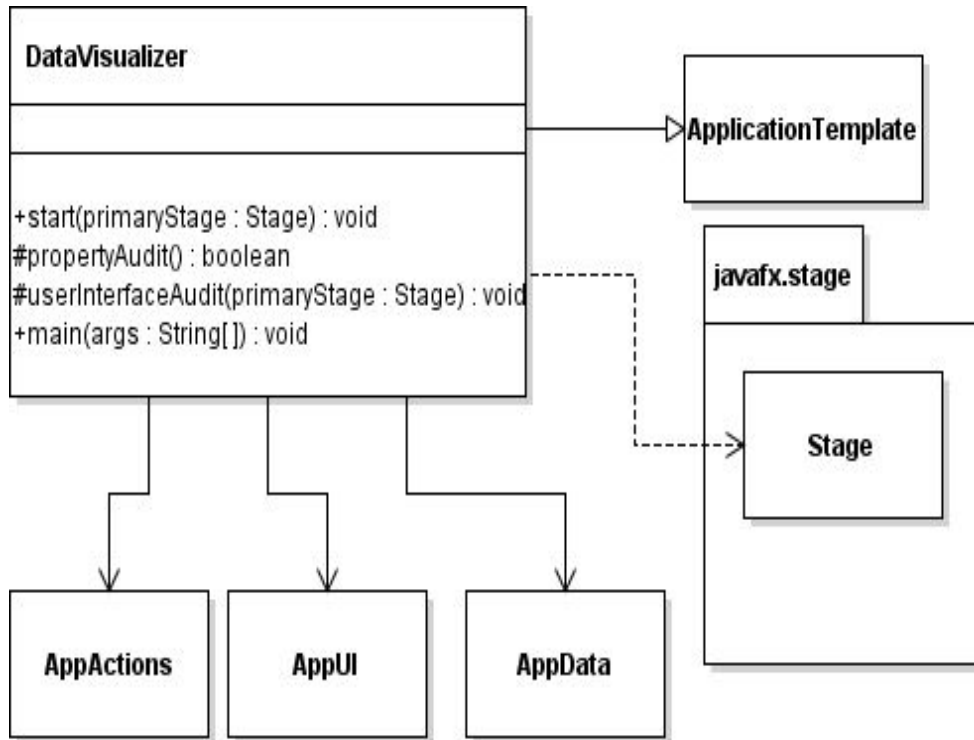 DataVisualizer
ApplicationTemplate
+start(primaryStage : Stage) : void
#propertyAudit() : boolean
#userInterfaceAudit(primaryStage : Stage) : void
+main(args : String[]) : void
javafx.stage
Stage
AppActions
AppUI
AppData